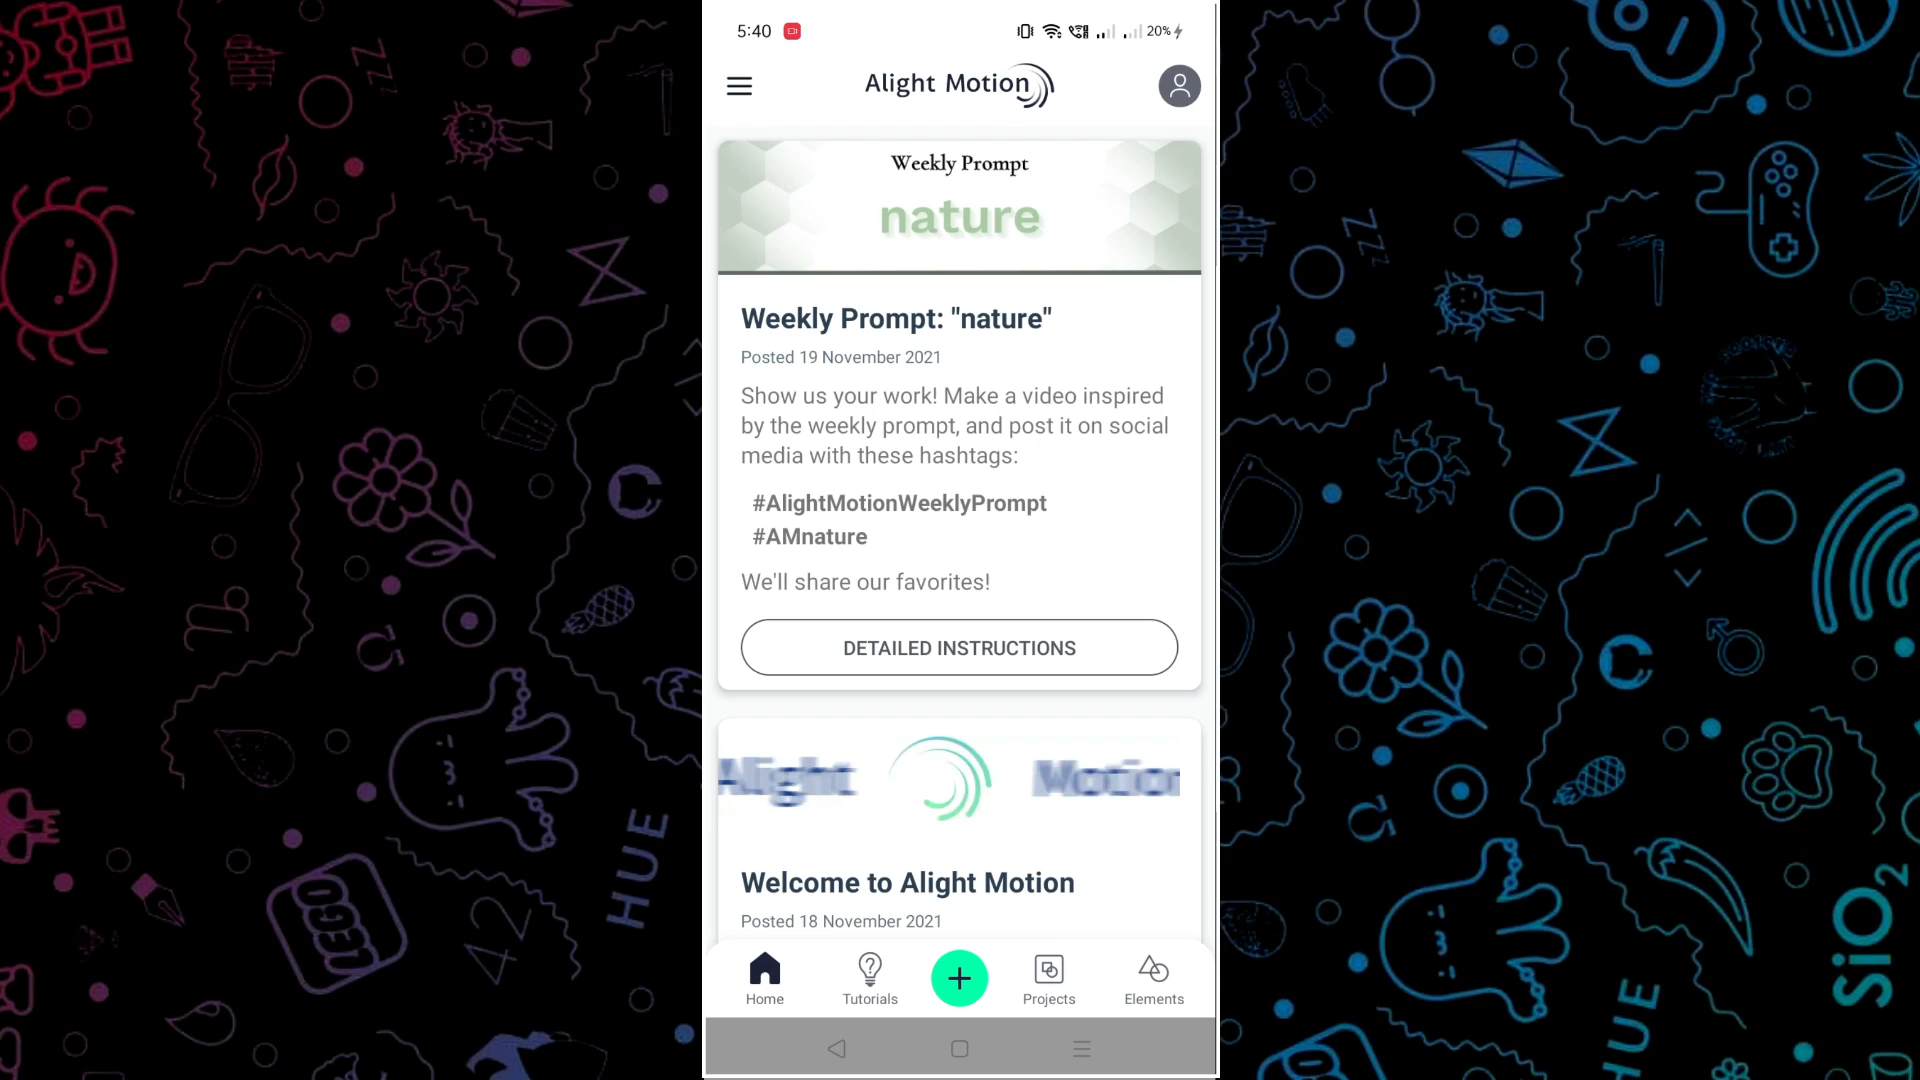 5:40
20%
Alight Motion
Weekly Prompt
nature
Weekly Prompt: "nature"
Posted 19 November 2021
Show us your work! Make a video inspired
by the weekly prompt, and post it on social
media with these hashtags:
#AlightMotionWeeklyPrompt
#AMnature
We'll share our favorites!
DETAILED INSTRUCTIONS
Alight Motion
Welcome to Alight Motion
Posted 18 November 2021
Home
Tutorials
Projects
Elements
zzz
HUE
LEGO
42
zzz
HUE
SiO2